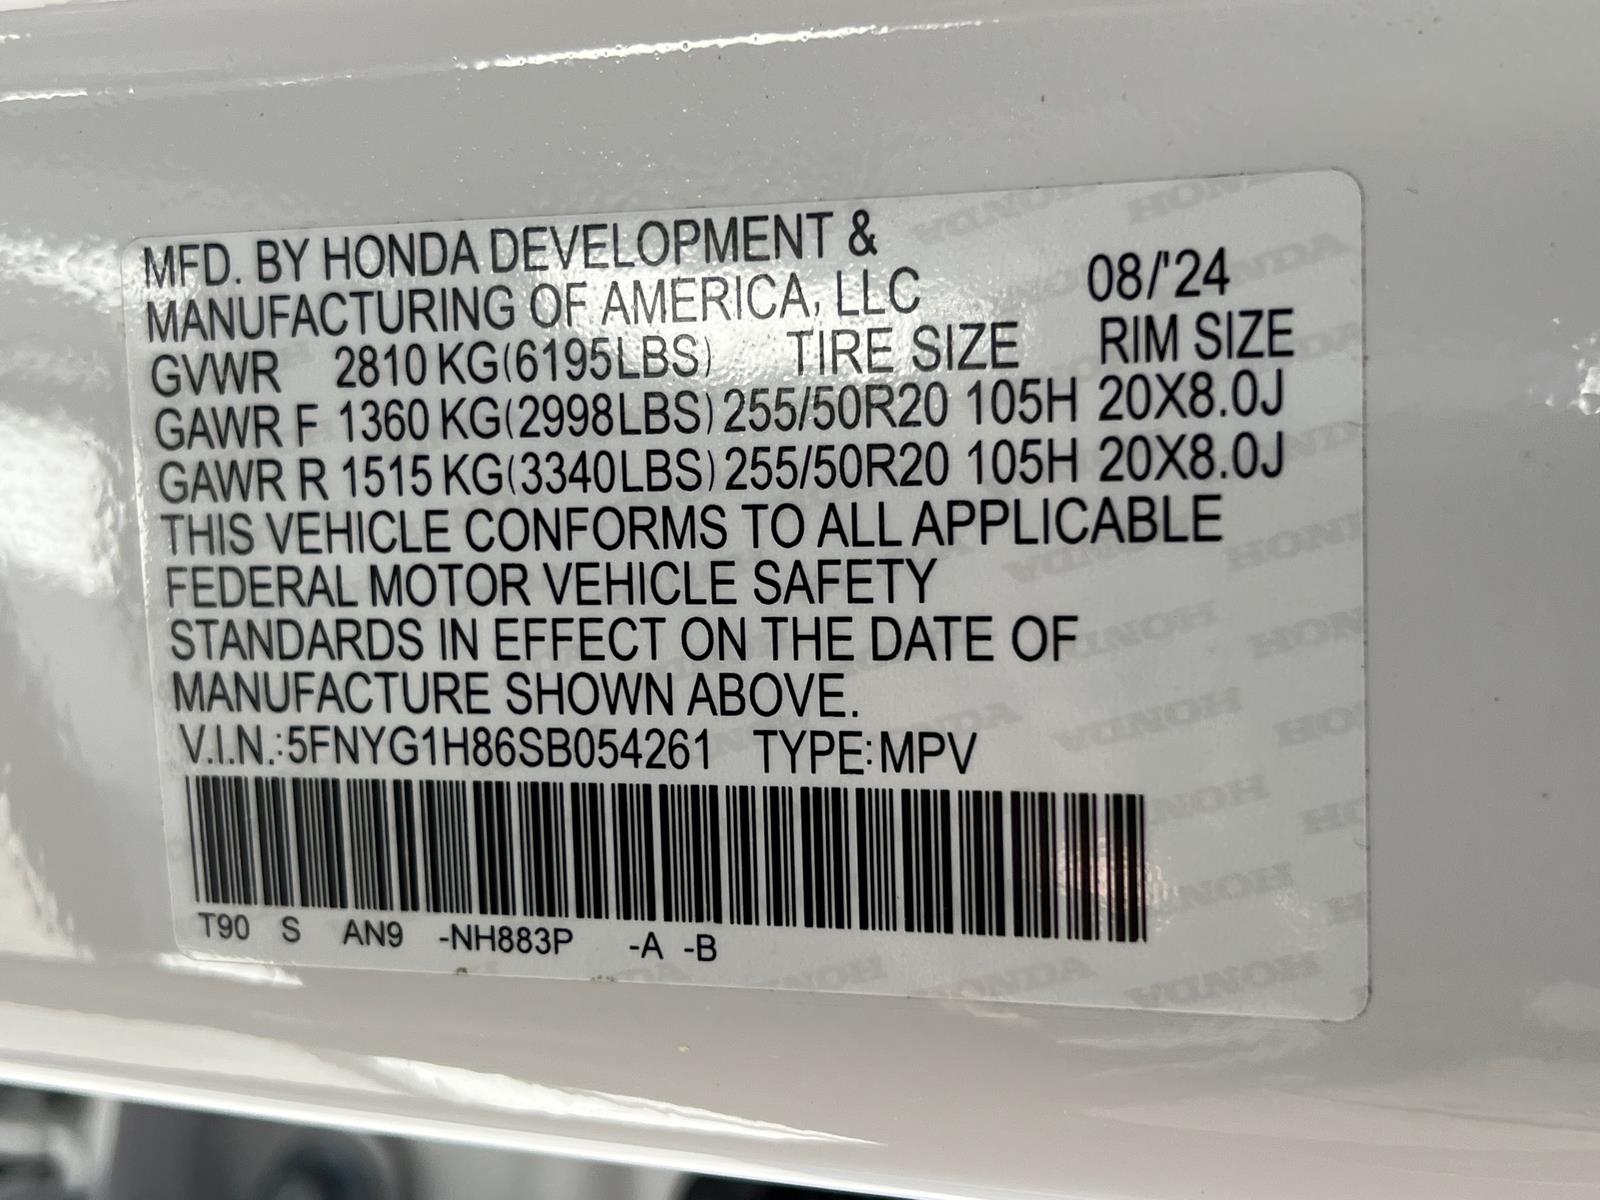 MFD. BY HONDA DEVELOPMENT &
MANUFACTURING OF AMERICA, LLC 08/'24
GVWR 2810 KG(6195LBS) TIRE SIZE RIM SIZE
GAWR F 1360 KG(2998LBS) 255/50R20 105H 20X8.0J
GAWR R 1515 KG(3340LBS) 255/50R20 105H 20X8.0J
THIS VEHICLE CONFORMS TO ALL APPLICABLE
FEDERAL MOTOR VEHICLE SAFETY
STANDARDS IN EFFECT ON THE DATE OF
MANUFACTURE SHOWN ABOVE.
V.I.N.:5FNYG1H86SB054261 TYPE:MPV
T90 S AN9 -NH883P -A -B